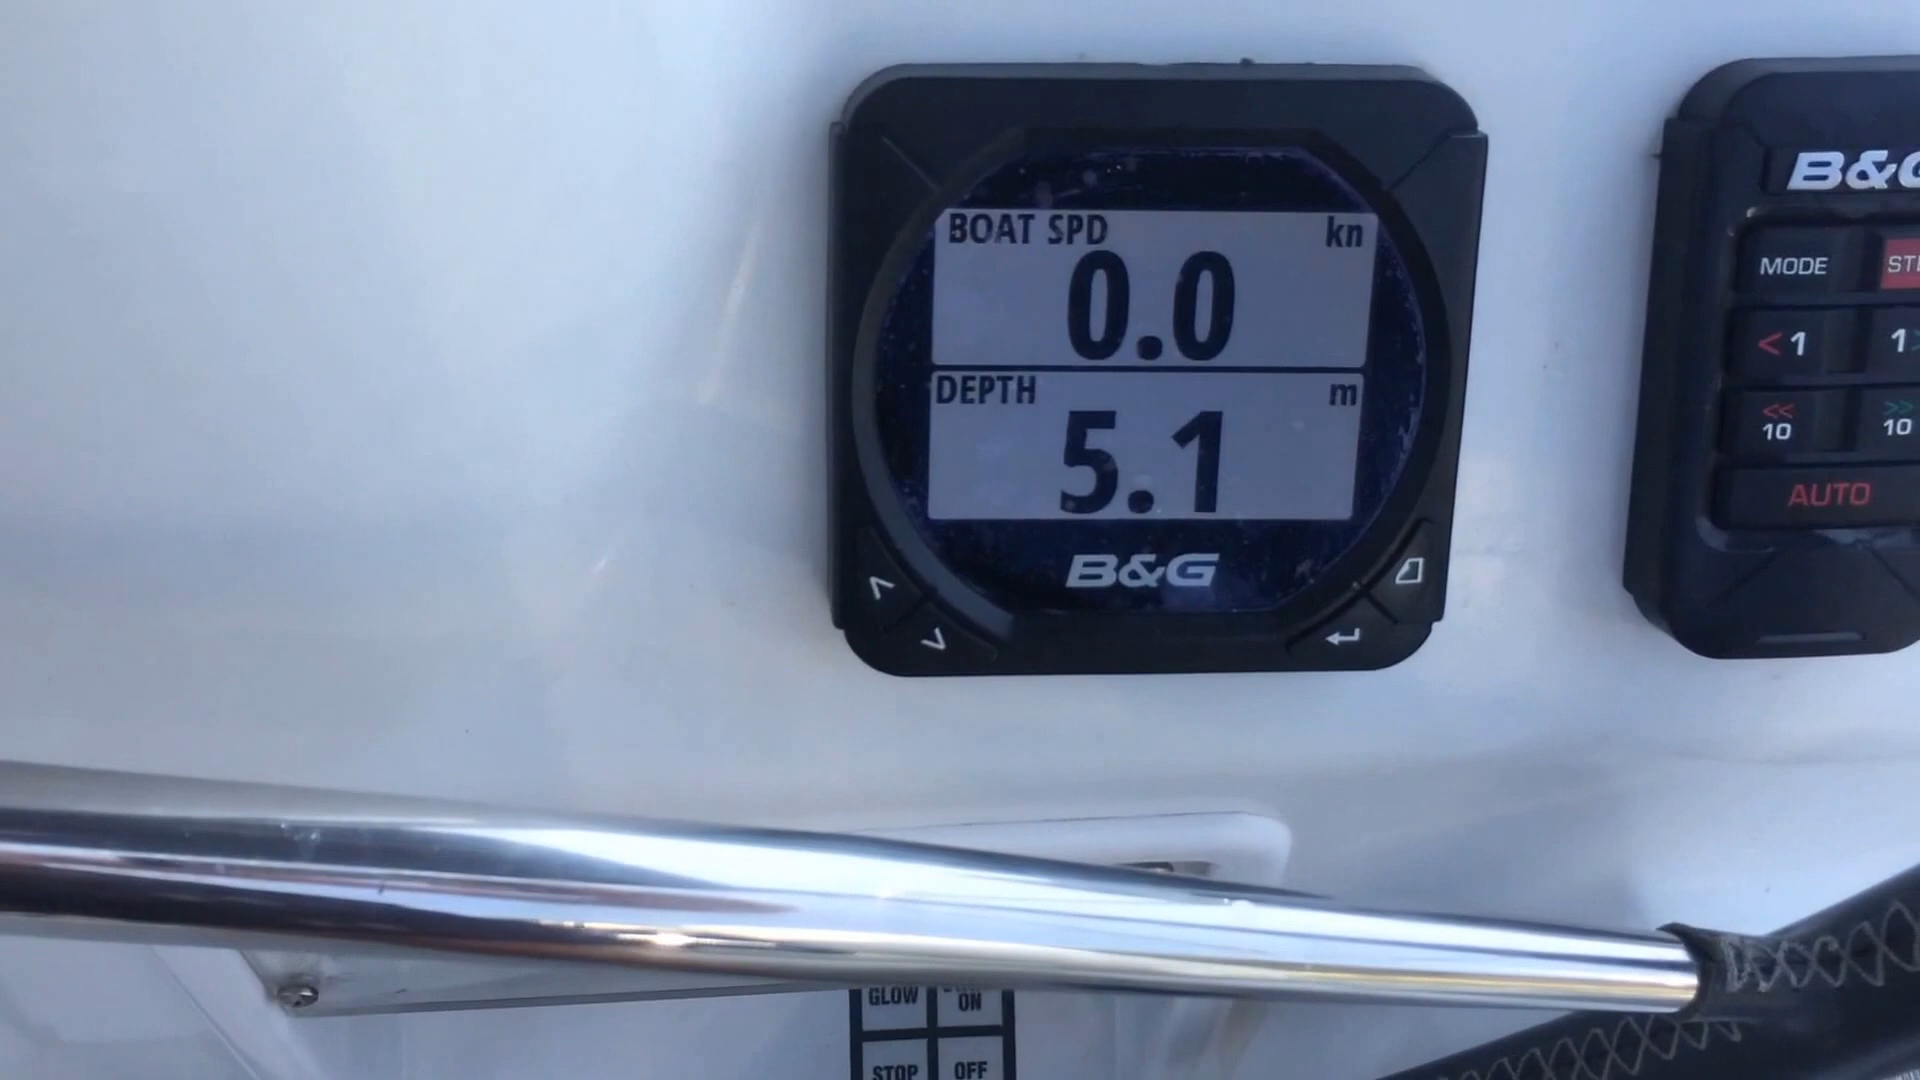 BOAT SPD kn
0.0
DEPTH m
5.1
B&G
B&G
MODE
<1 1>
<< >>
10 10
AUTO
GLOW ON
STOP OFF